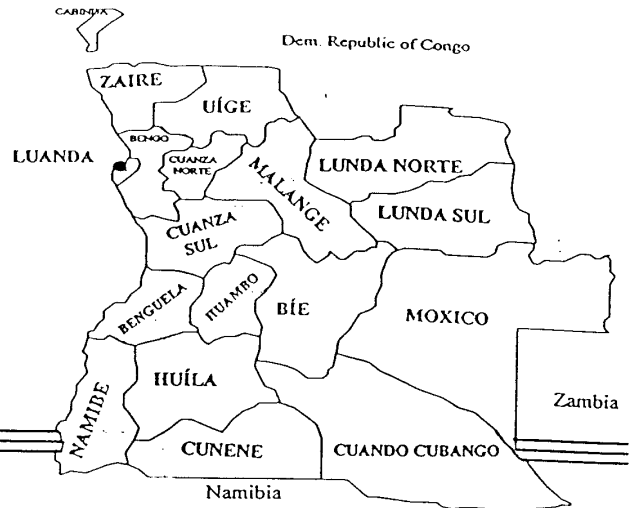 CABINDA
Dem. Republic of Congo
ZAIRE
UÍGE
BENGO
LUANDA
CUANZA
NORTE
MALANGE
LUNDA NORTE
LUNDA SUL
CUANZA
SUL
BENGUELA
HUAMBO
BÍE
MOXICO
HUÍLA
NAMIBE
Zambia
CUNENE
CUANDO CUBANGO
Namibia